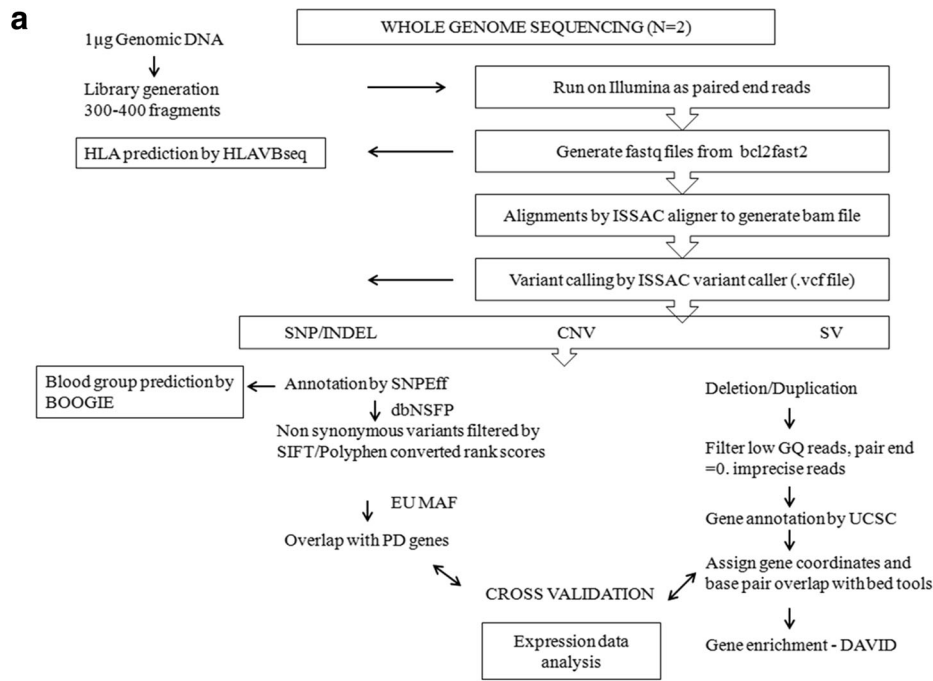 a
WHOLE GENOME SEQUENCING (N=2)
1µg Genomic DNA
Library generation
300-400 fragments
Run on Illumina as paired end reads
HLA prediction by HLAVBseq
Generate fastq files from bcl2fast2
Alignments by ISSAC aligner to generate bam file
Variant calling by ISSAC variant caller (.vcf file)
SNP/INDEL CNV SV
Blood group prediction by
BOOGIE
Annotation by SNPEff
dbNSFP
Non synonymous variants filtered by
SIFT/Polyphen converted rank scores
EU MAF
Overlap with PD genes
Deletion/Duplication
Filter low GQ reads, pair end
=0. imprecise reads
Gene annotation by UCSC
Assign gene coordinates and
base pair overlap with bed tools
Gene enrichment - DAVID
CROSS VALIDATION
Expression data
analysis